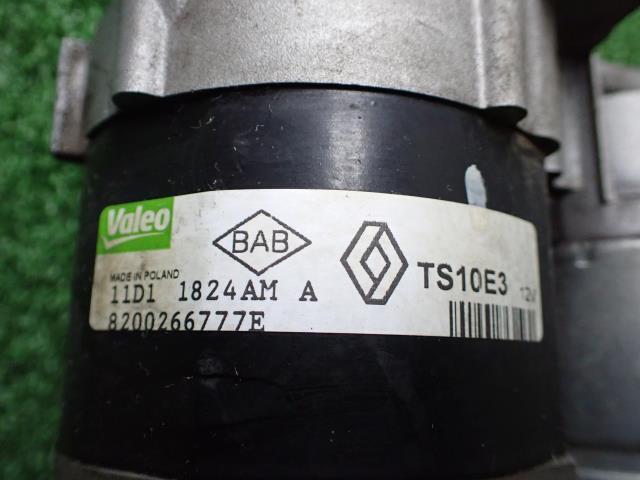 Valeo
BAB
TS10E3 12V
MADE IN POLAND
11D1 1824AM A
8200266777E